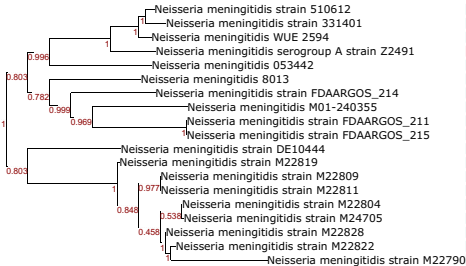 Neisseria meningitidis strain 510612
1
Neisseria meningitidis strain 331401
1
Neisseria meningitidis WUE 2594
1
Neisseria meningitidis serogroup A strain Z2491
0.996
Neisseria meningitidis 053442
0.803
Neisseria meningitidis 8013
0.782
Neisseria meningitidis strain FDAARGOS_214
0.999
Neisseria meningitidis M01-240355
0.969
Neisseria meningitidis strain FDAARGOS_211
1
1
Neisseria meningitidis strain FDAARGOS_215
Neisseria meningitidis strain DE10444
0.803
Neisseria meningitidis strain M22819
Neisseria meningitidis strain M22809
1
0.977
Neisseria meningitidis strain M22811
Neisseria meningitidis strain M22804
0.848
0.538
Neisseria meningitidis strain M24705
0.458
Neisseria meningitidis strain M22828
Neisseria meningitidis strain M22822
1
1
Neisseria meningitidis strain M22790